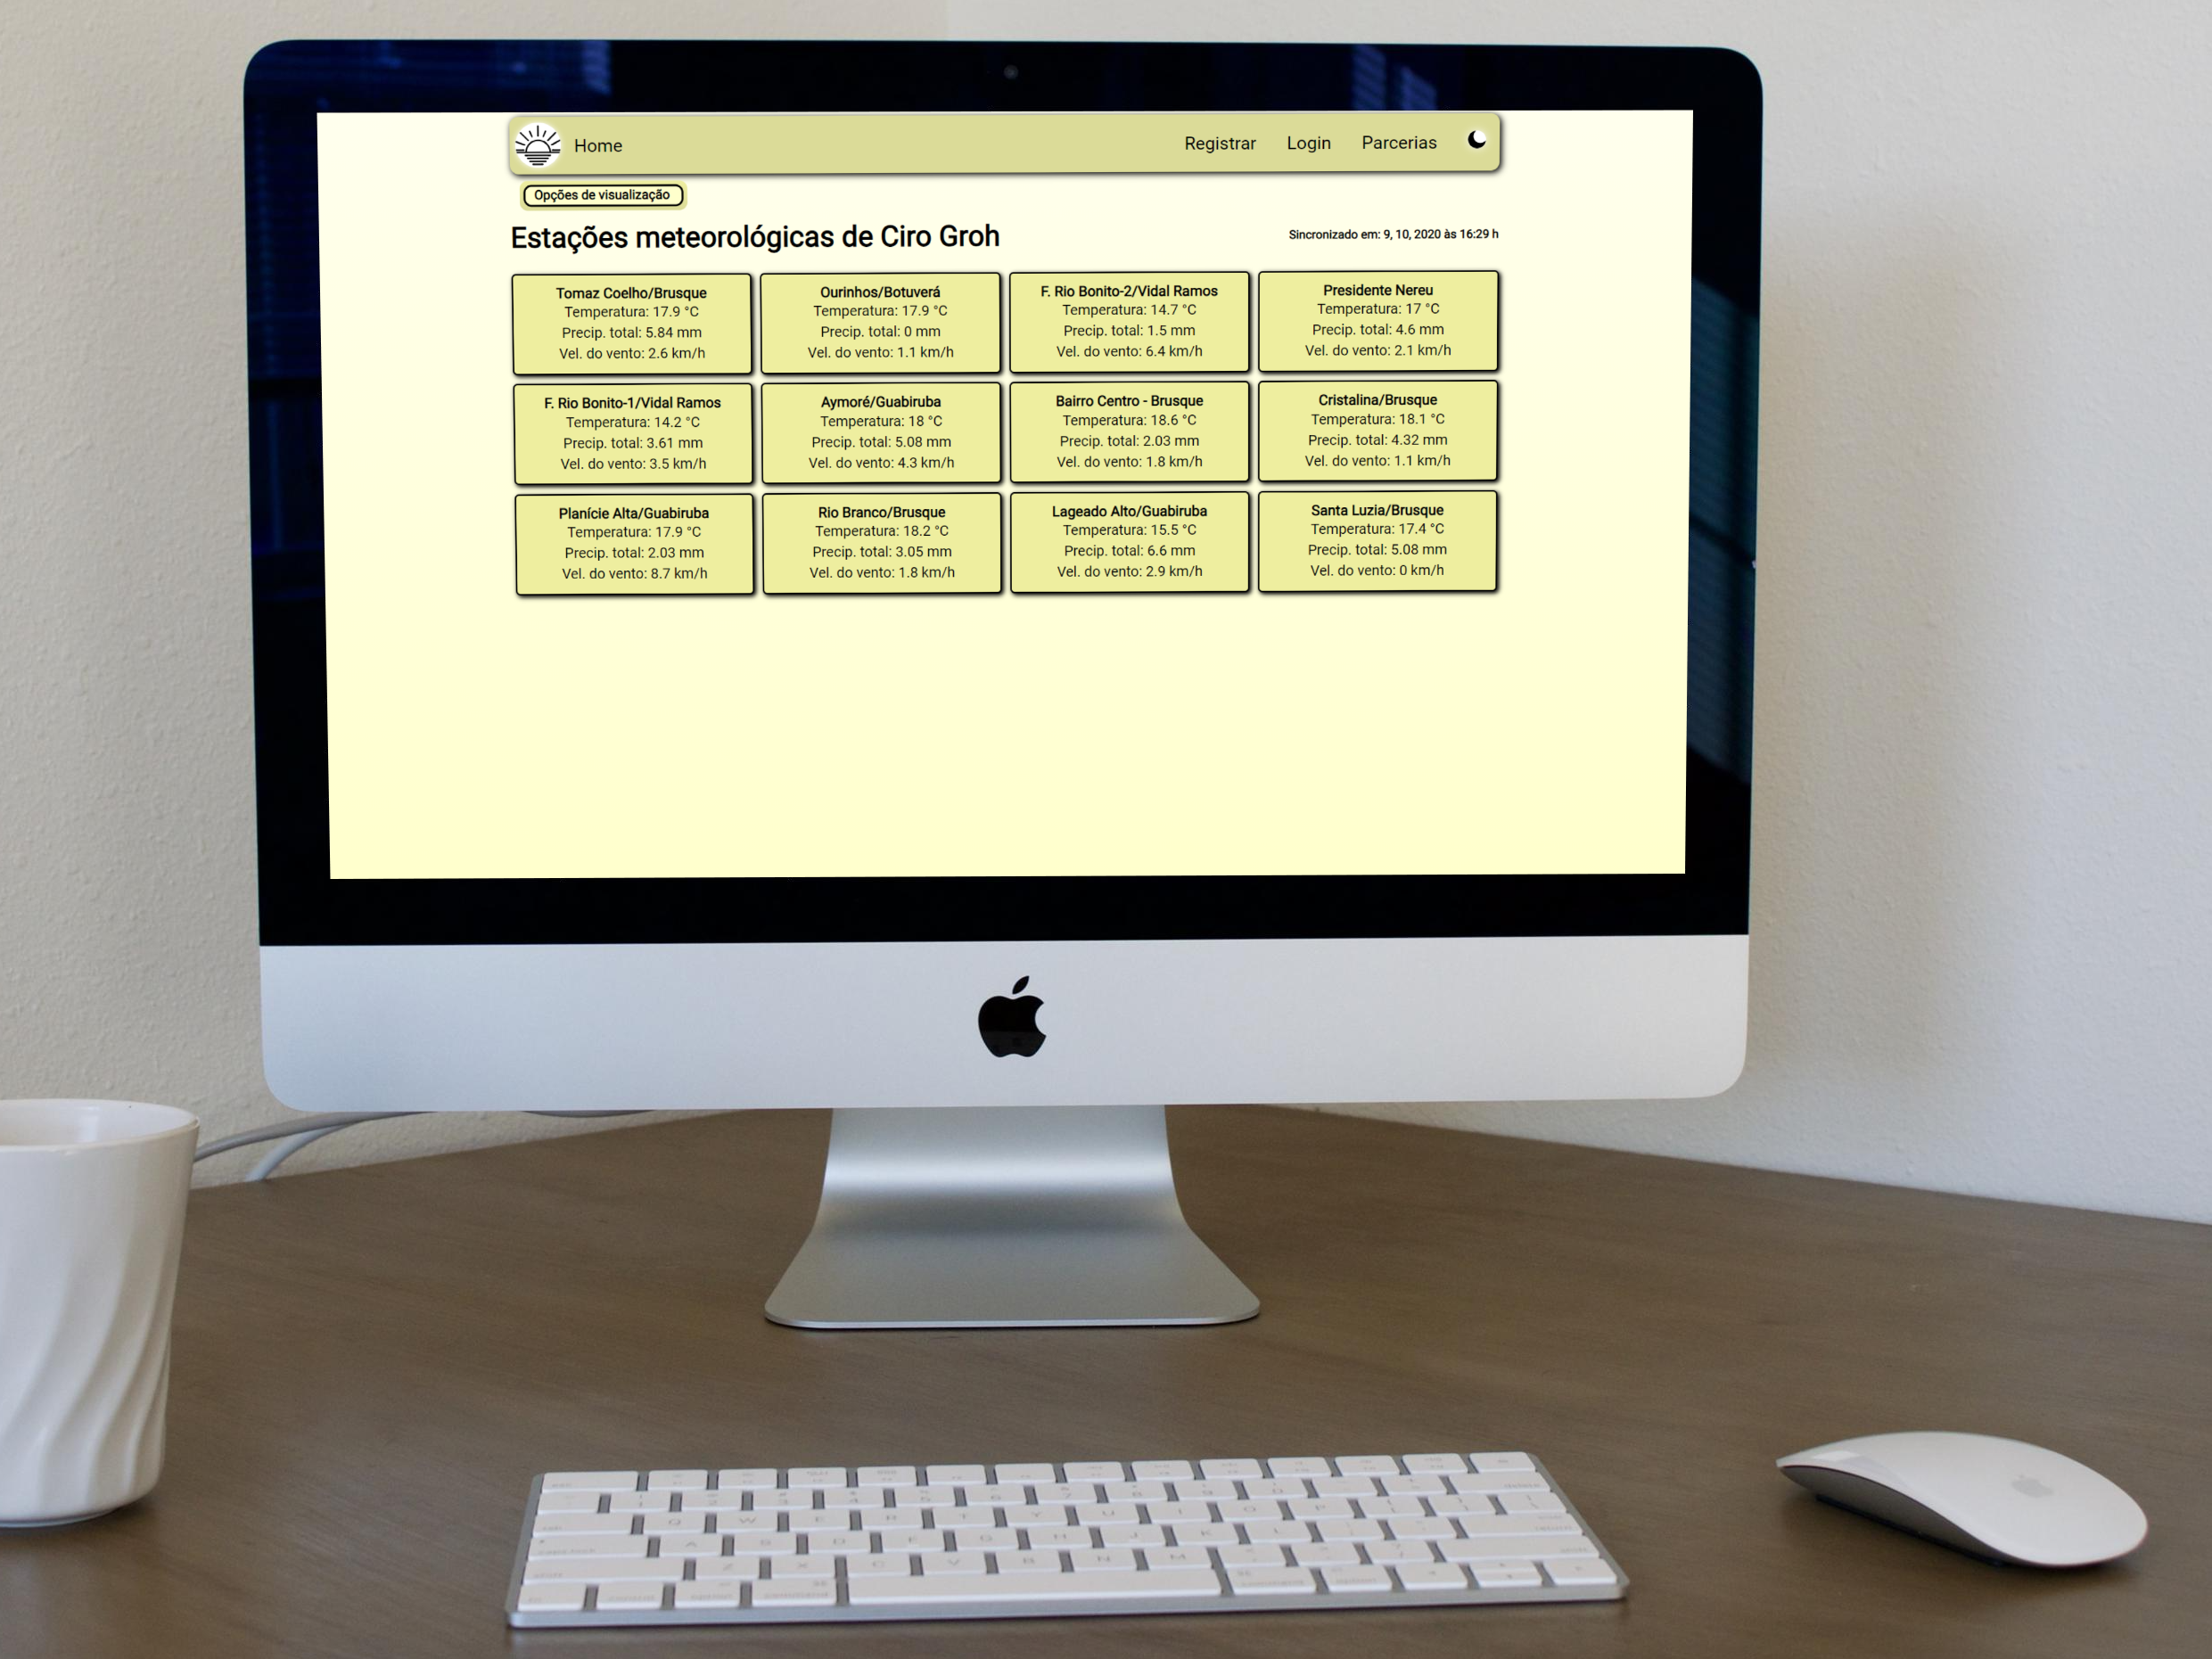 Home
Registrar
Login
Parcerias
Opções de visualização
Estações meteorológicas de Ciro Groh
Sincronizado em: 9, 10, 2020 às 16:29 h
Tomaz Coelho/Brusque
Temperatura: 17.9 °C
Precip. total: 5.84 mm
Vel. do vento: 2.6 km/h
Ourinhos/Botuverá
Temperatura: 17.9 °C
Precip. total: 0 mm
Vel. do vento: 1.1 km/h
F. Rio Bonito-2/Vidal Ramos
Temperatura: 14.7 °C
Precip. total: 1.5 mm
Vel. do vento: 6.4 km/h
Presidente Nereu
Temperatura: 17 °C
Precip. total: 4.6 mm
Vel. do vento: 2.1 km/h
F. Rio Bonito-1/Vidal Ramos
Temperatura: 14.2 °C
Precip. total: 3.61 mm
Vel. do vento: 3.5 km/h
Aymoré/Guabiruba
Temperatura: 18 °C
Precip. total: 5.08 mm
Vel. do vento: 4.3 km/h
Bairro Centro - Brusque
Temperatura: 18.6 °C
Precip. total: 2.03 mm
Vel. do vento: 1.8 km/h
Cristalina/Brusque
Temperatura: 18.1 °C
Precip. total: 4.32 mm
Vel. do vento: 1.1 km/h
Planície Alta/Guabiruba
Temperatura: 17.9 °C
Precip. total: 2.03 mm
Vel. do vento: 8.7 km/h
Rio Branco/Brusque
Temperatura: 18.2 °C
Precip. total: 3.05 mm
Vel. do vento: 1.8 km/h
Lageado Alto/Guabiruba
Temperatura: 15.5 °C
Precip. total: 6.6 mm
Vel. do vento: 2.9 km/h
Santa Luzia/Brusque
Temperatura: 17.4 °C
Precip. total: 5.08 mm
Vel. do vento: 0 km/h
Q W E R T Y U I O P
A S D F G H J K L
Z X C V B N M